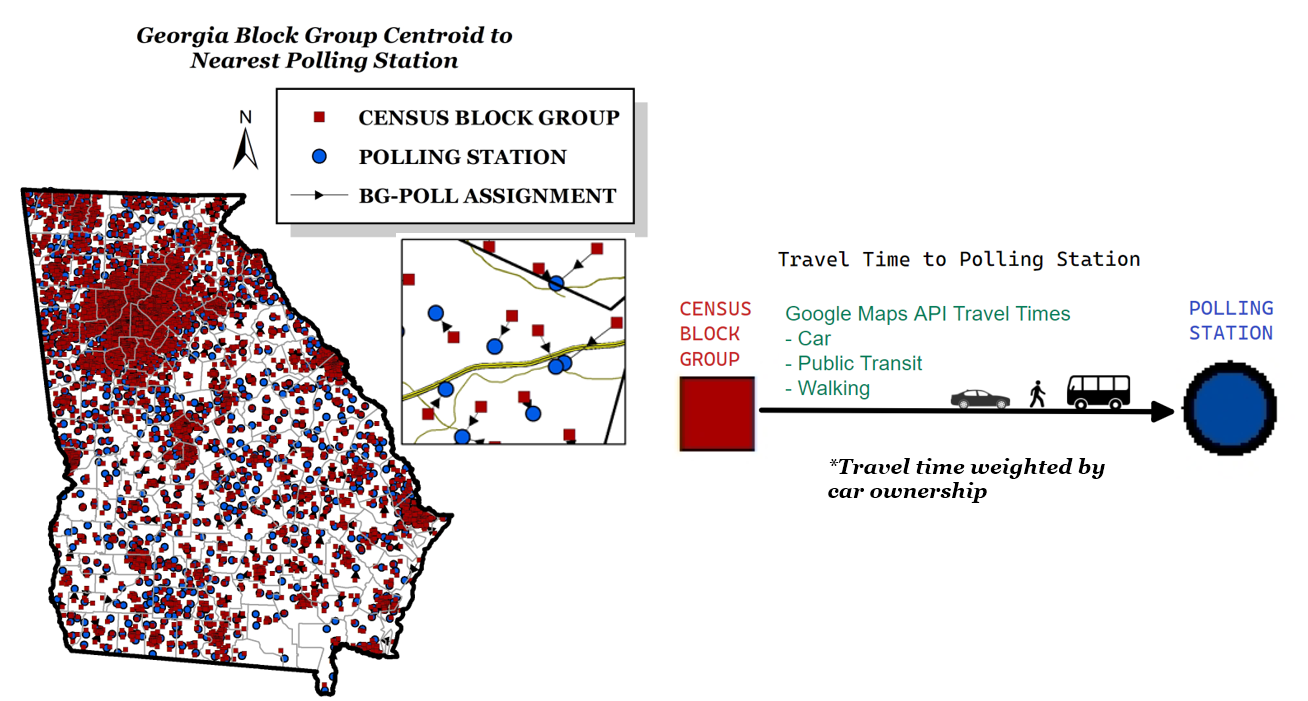 Georgia Block Group Centroid to
Nearest Polling Station
N
CENSUS BLOCK GROUP
POLLING STATION
BG-POLL ASSIGNMENT
Travel Time to Polling Station
CENSUS
BLOCK
GROUP
Google Maps API Travel Times
- Car
- Public Transit
- Walking
POLLING
STATION
*Travel time weighted by
car ownership